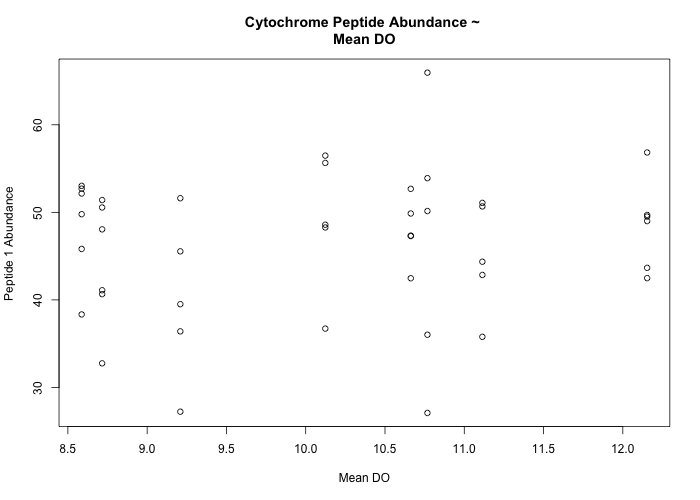 Cytochrome Peptide Abundance ~
Mean DO
60
50
40
30
Peptide 1 Abundance
8.5 9.0 9.5 10.0 10.5 11.0 11.5 12.0
Mean DO